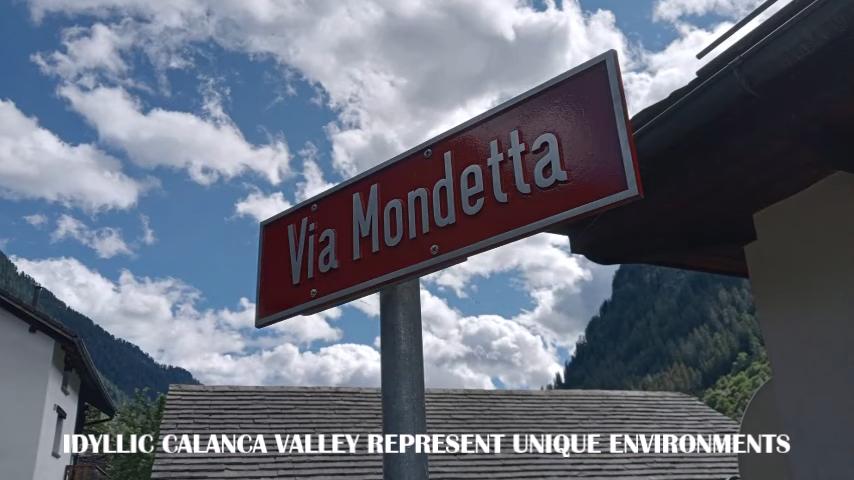 Via Mondetta
IDYLLIC CALANCA VALLEY REPRESENT UNIQUE ENVIRONMENTS